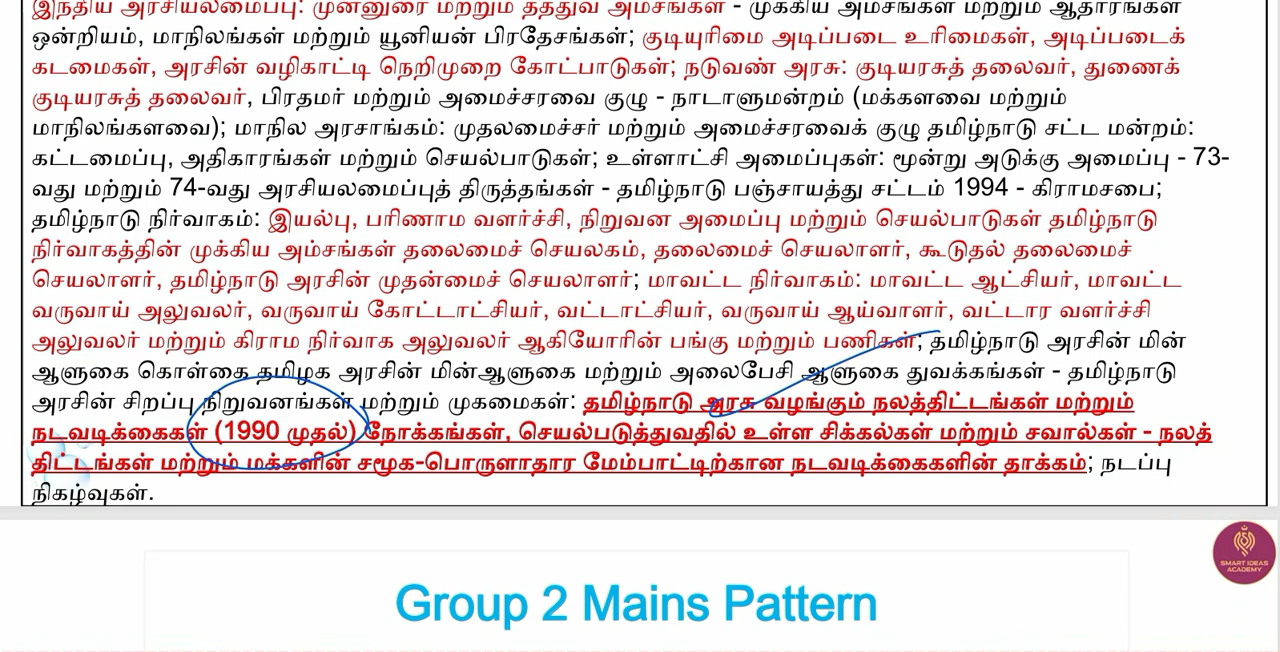 இந்திய அரசியலமைப்பு: முன்னுரை மற்றும் தத்துவ அம்சங்கள் - முக்கிய அம்சங்கள் மற்றும் ஆதாரங்கள்
ஒன்றியம், மாநிலங்கள் மற்றும் யூனியன் பிரதேசங்கள்; குடியுரிமை அடிப்படை உரிமைகள், அடிப்படைக்
கடமைகள், அரசின் வழிகாட்டி நெறிமுறை கோட்பாடுகள்; நடுவண் அரசு: குடியரசுத் தலைவர், துணைக்
குடியரசுத் தலைவர், பிரதமர் மற்றும் அமைச்சரவை குழு - நாடாளுமன்றம் (மக்களவை மற்றும்
மாநிலங்களவை); மாநில அரசாங்கம்: முதலமைச்சர் மற்றும் அமைச்சரவைக் குழு தமிழ்நாடு சட்ட மன்றம்:
கட்டமைப்பு, அதிகாரங்கள் மற்றும் செயல்பாடுகள்; உள்ளாட்சி அமைப்புகள்: மூன்று அடுக்கு அமைப்பு - 73-
வது மற்றும் 74-வது அரசியலமைப்புத் திருத்தங்கள் - தமிழ்நாடு பஞ்சாயத்து சட்டம் 1994 - கிராமசபை;
தமிழ்நாடு நிர்வாகம்: இயல்பு, பரிணாம வளர்ச்சி, நிறுவன அமைப்பு மற்றும் செயல்பாடுகள் தமிழ்நாடு
நிர்வாகத்தின் முக்கிய அம்சங்கள் தலைமைச் செயலகம், தலைமைச் செயலாளர், கூடுதல் தலைமைச்
செயலாளர், தமிழ்நாடு அரசின் முதன்மைச் செயலாளர்; மாவட்ட நிர்வாகம்: மாவட்ட ஆட்சியர், மாவட்ட
வருவாய் அலுவலர், வருவாய் கோட்டாட்சியர், வட்டாட்சியர், வருவாய் ஆய்வாளர், வட்டார வளர்ச்சி
அலுவலர் மற்றும் கிராம நிர்வாக அலுவலர் ஆகியோரின் பங்கு மற்றும் பணிகள்; தமிழ்நாடு அரசின் மின்
ஆளுகை கொள்கை தமிழக அரசின் மின்ஆளுகை மற்றும் அலைபேசி ஆளுகை துவக்கங்கள் - தமிழ்நாடு
அரசின் சிறப்பு நிறுவனங்கள் மற்றும் முகமைகள்: தமிழ்நாடு அரசு வழங்கும் நலத்திட்டங்கள் மற்றும்
நடவடிக்கைகள் (1990 முதல்) நோக்கங்கள், செயல்படுத்துவதில் உள்ள சிக்கல்கள் மற்றும் சவால்கள் - நலத்
திட்டங்கள் மற்றும் மக்களின் சமூக-பொருளாதார மேம்பாட்டிற்கான நடவடிக்கைகளின் தாக்கம்; நடப்பு
நிகழ்வுகள்.
SMART IDEAS
ACADEMY
Group 2 Mains Pattern